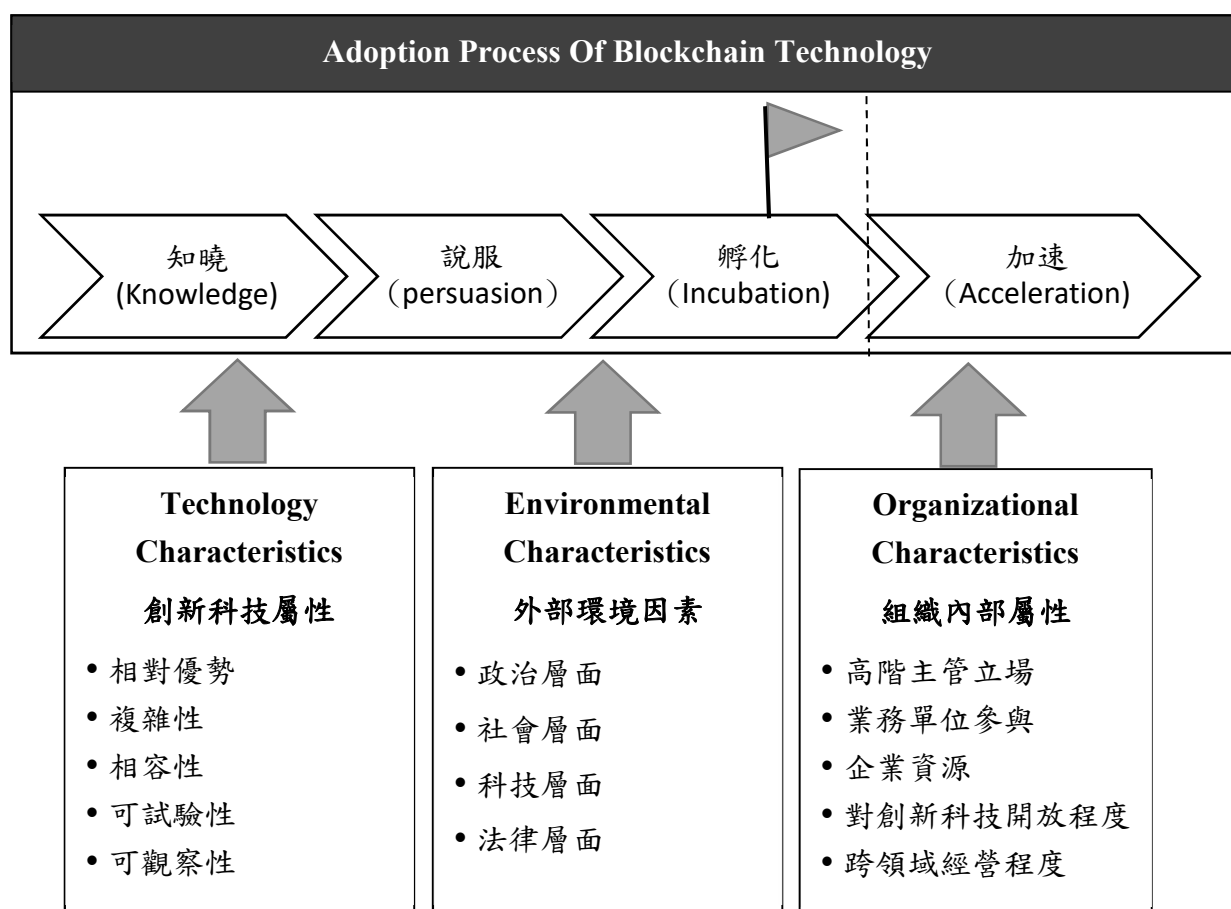 Adoption Process Of Blockchain Technology
知曉
(Knowledge)
說服
（persuasion）
孵化
（Incubation)
加速
（Acceleration)
Technology
Characteristics
創新科技屬性
• 相對優勢
• 複雜性
• 相容性
• 可試驗性
• 可觀察性
Environmental
Characteristics
外部環境因素
• 政治層面
• 社會層面
• 科技層面
• 法律層面
Organizational
Characteristics
組織內部屬性
• 高階主管立場
• 業務單位參與
• 企業資源
• 對創新科技開放程度
• 跨領域經營程度